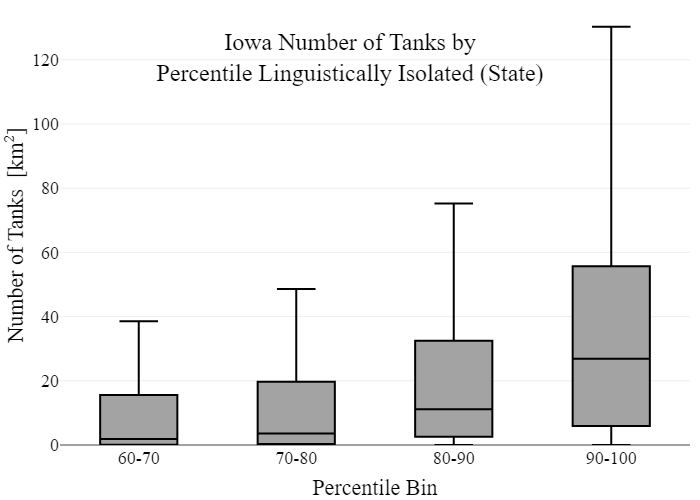 Iowa Number of Tanks by
Percentile Linguistically Isolated (State)
Number of Tanks [km²]
120
100
80
60
40
20
0
60-70 70-80 80-90 90-100
Percentile Bin